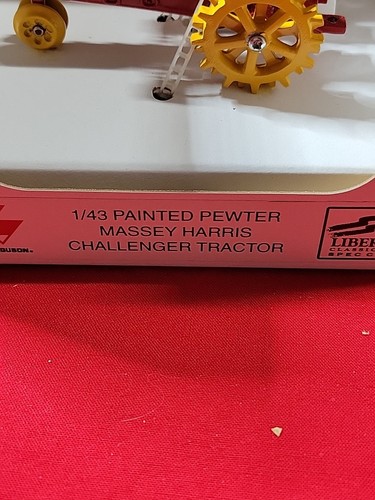 1/43 PAINTED PEWTER
MASSEY HARRIS
CHALLENGER TRACTOR